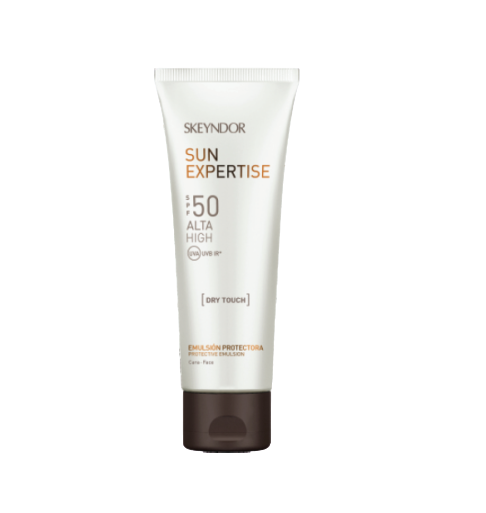 SKEYNDOR
SUN
EXPERTISE
SPF 50
ALTA
HIGH
UVA UVB IR*
[ DRY TOUCH ]
EMULSIÓN PROTECTORA
PROTECTIVE EMULSION
Cara · Face